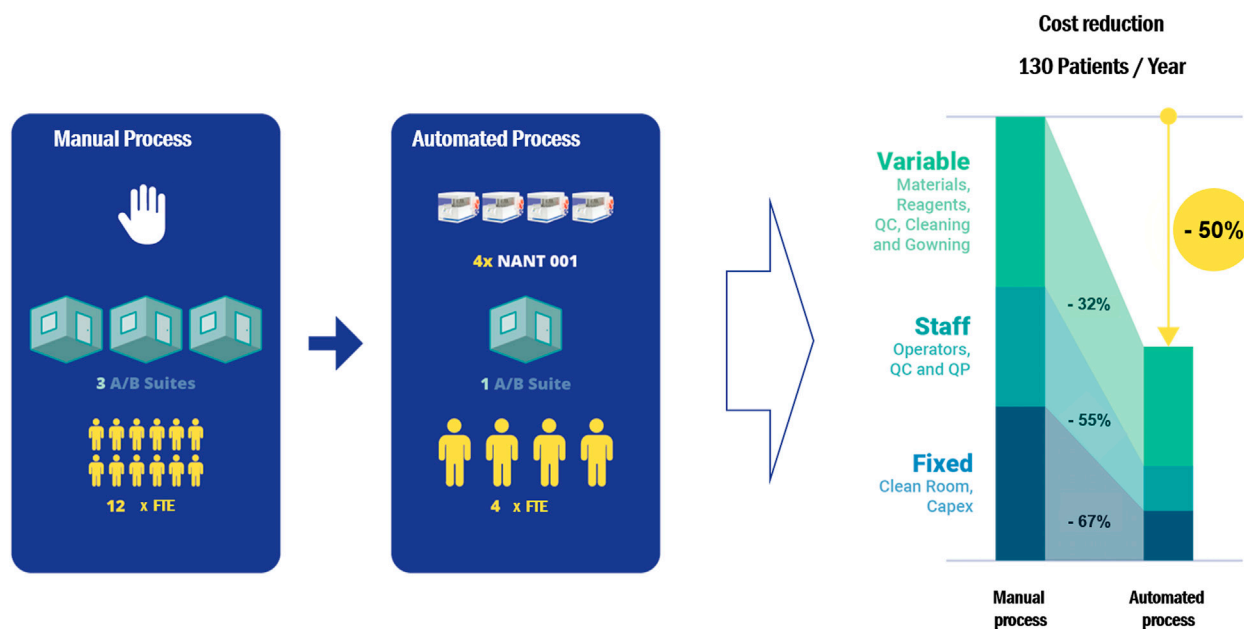 Manual Process
3 A/B Suites
12 x FTE
Automated Process
4x NANT 001
1 A/B Suite
4 x FTE
Cost reduction
130 Patients / Year
Variable
Materials,
Reagents,
QC, Cleaning
and Gowning
Staff
Operators,
QC and QP
Fixed
Clean Room,
Capex
- 32%
- 55%
- 67%
- 50%
Manual
process
Automated
process